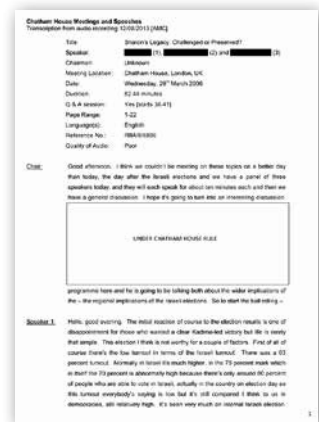 Chatham House Meetings and Speeches
Transcription from audio recording 12/09/2013 [AMC]
Title: Sharon's Legacy: Challenged or Preserved?
Speaker: (1), (2) and (3)
Chairman: Unknown
Meeting Location: Chatham House, London, UK
Date: Wednesday, 29th March 2006
Duration: 62:44 minutes
Q & A session: Yes [starts 36:41]
Page Range: 1-22
Language(s): English
Reference No.:
Quality of Audio: Poor
Chair: Good afternoon. I think we couldn't be meeting on these topics on a better day
than today, the day after the Israeli elections and we have a panel of three
speakers today, and they will each speak for about ten minutes each and then we
have a general discussion. I hope it's going to turn into an interesting discussion.
UNDER CHATHAM HOUSE RULE
programme here and he is going to be talking both about the wider implications of
the – the regional implications of the Israeli elections. So to start the ball rolling –
Speaker 1: Hello, good evening. The initial reaction of course to the election results is one of
disappointment for those who wanted a clear Kadima-led victory but life is rarely
that simple. This election I think is not worthy for a couple of factors. First of all of
course there's the low turnout in terms of the Israeli turnout. There was a 63
percent turnout. Normally in Israel it's much higher, in the 70 percent mark which
in itself the 70 percent is abnormally high because there's only around 80 percent
of people who are able to vote in Israel, actually in the country on election day so
this turnout everybody's saying is low but it's still compared I think to us in
democracies, still relatively high. It's been very much an normal Israeli election
1